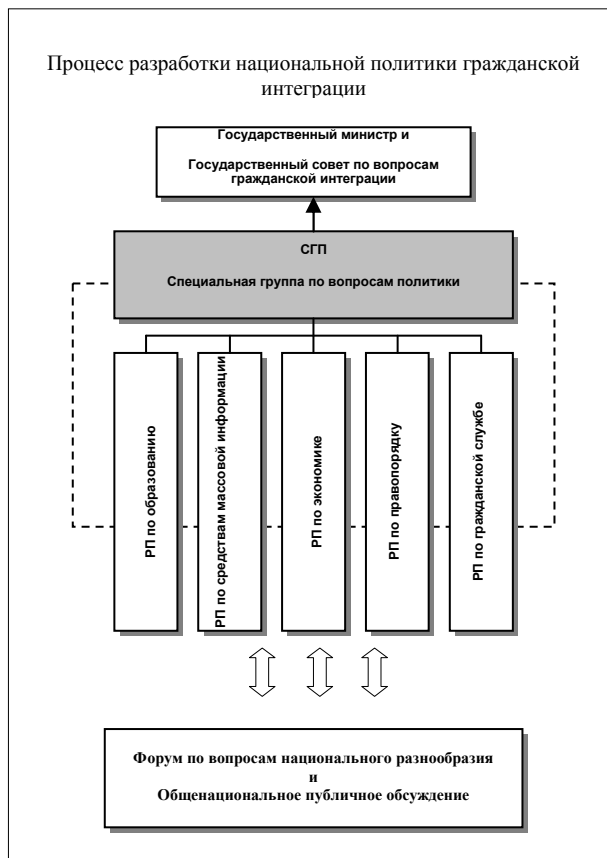 Процесс разработки национальной политики гражданской
интеграции
Государственный министр и
Государственный совет по вопросам
гражданской интеграции
СГП
Специальная группа по вопросам политики
РП по образованию
РП по средствам массовой информации
РП по экономике
РП по правопорядку
РП по гражданской службе
Форум по вопросам национального разнообразия
и
Общенациональное публичное обсуждение